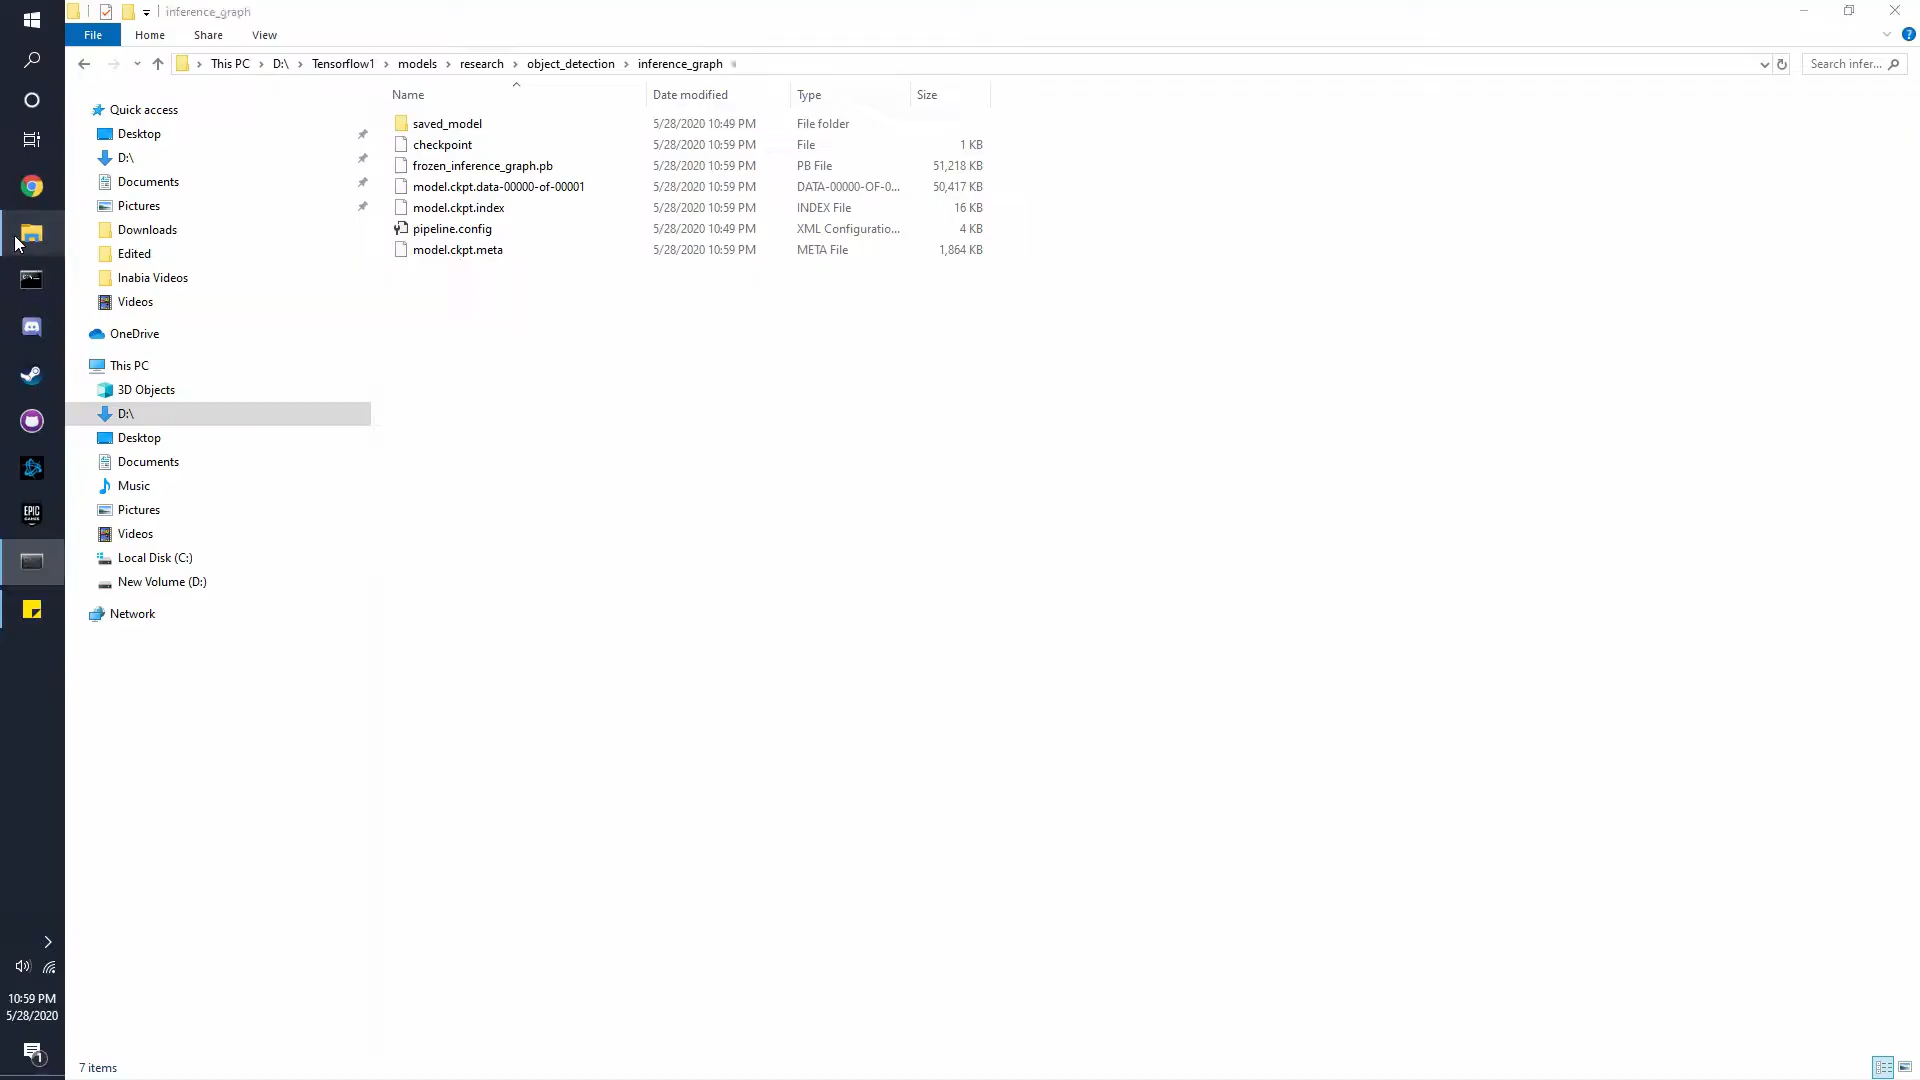 inference_graph
File Home Share View
This PC D:\ Tensorflow1 models research object_detection inference_graph Search infer...
Name Date modified Type Size
Quick access
Desktop
D:\
Documents
Pictures
Downloads
Edited
Inabia Videos
Videos
OneDrive
This PC
3D Objects
D:\
Desktop
Documents
Music
Pictures
Videos
Local Disk (C:)
New Volume (D:)
Network
saved_model 5/28/2020 10:49 PM File folder
checkpoint 5/28/2020 10:59 PM File 1 KB
frozen_inference_graph.pb 5/28/2020 10:59 PM PB File 51,218 KB
model.ckpt.data-00000-of-00001 5/28/2020 10:59 PM DATA-00000-OF-0... 50,417 KB
model.ckpt.index 5/28/2020 10:59 PM INDEX File 16 KB
pipeline.config 5/28/2020 10:49 PM XML Configuratio... 4 KB
model.ckpt.meta 5/28/2020 10:59 PM META File 1,864 KB
EPIC
GAMES
10:59 PM
5/28/2020
1
7 items